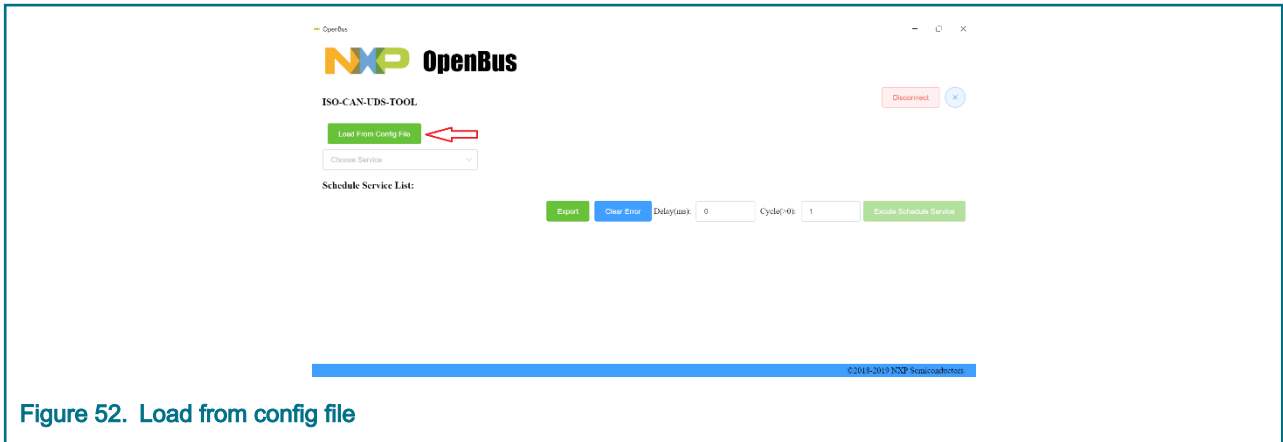 OpenBus
NXP OpenBus
Disconnect
ISO-CAN-UDS-TOOL
Load From Config File
Choose Service
Schedule Service List:
Export Clear Error Delay(ms): 0 Cycle(>0): 1 Excute Schedule Service
©2018-2019 NXP Semiconductors
Figure 52. Load from config file